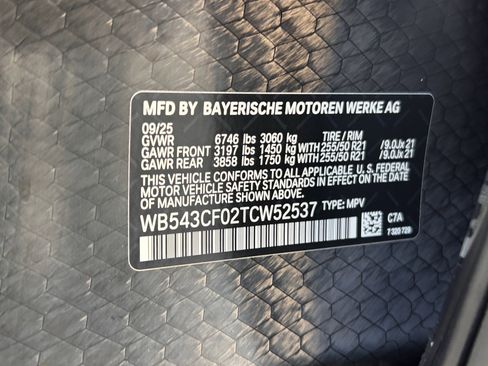 MFD BY BAYERISCHE MOTOREN WERKE AG
09/25
GVWR 6746 lbs 3060 kg TIRE / RIM
GAWR FRONT 3197 lbs 1450 kg WITH 255/50 R21 /9.0Jx21
GAWR REAR 3858 lbs 1750 kg WITH 255/50 R21 /9.0Jx21
THIS VEHICLE CONFORMS TO ALL APPLICABLE U. S. FEDERAL
MOTOR VEHICLE SAFETY STANDARDS IN EFFECT ON THE DATE
OF MANUFACTURE SHOWN ABOVE.
WB543CF02TCW52537 TYPE: MPV
C7A
7 320 729